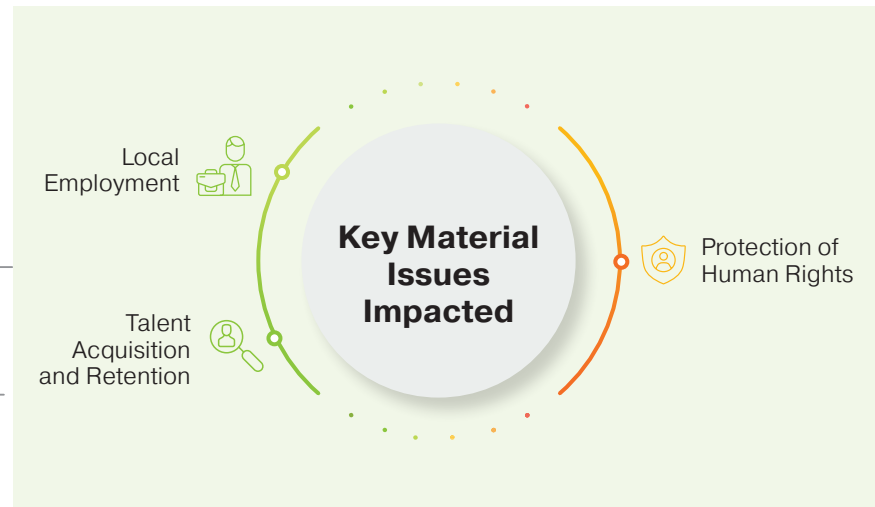 Local
Employment
Talent
Acquisition
and Retention
Key Material
Issues
Impacted
Protection of
Human Rights